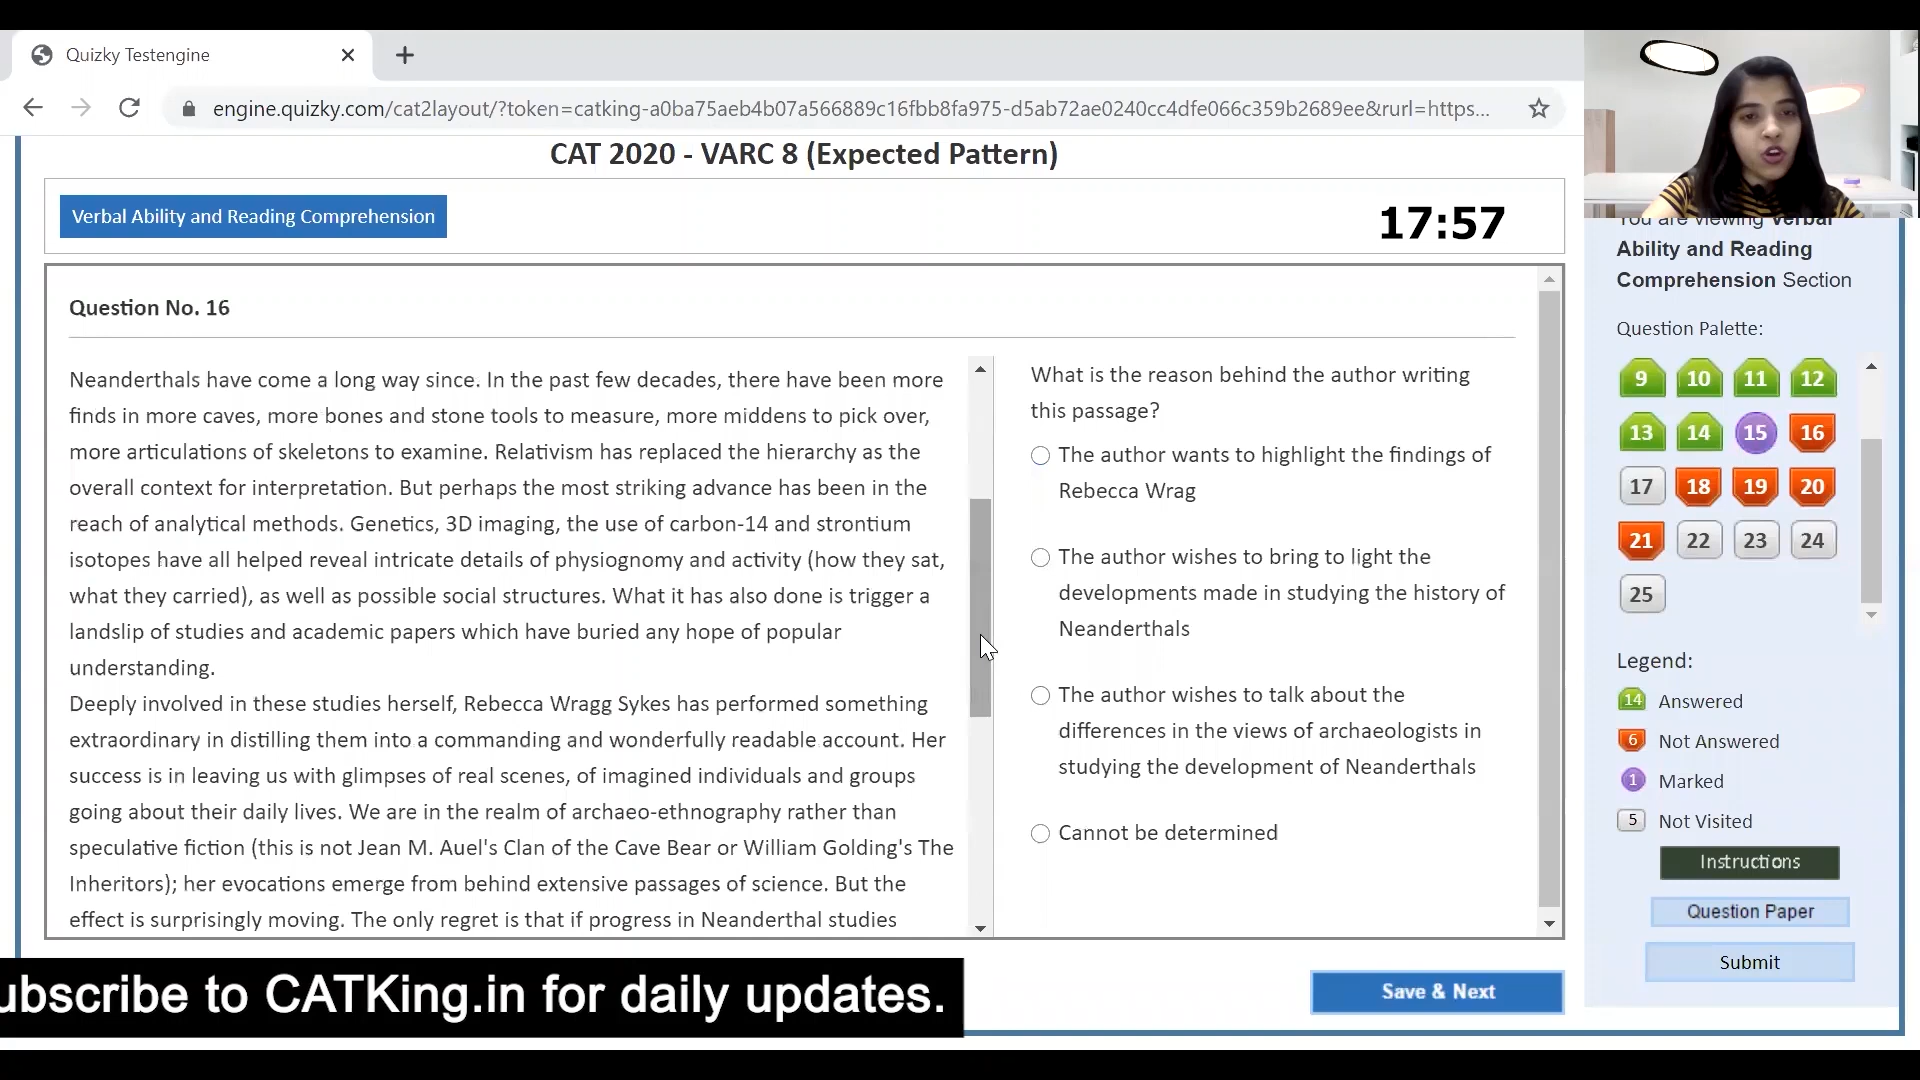 Quizky Testengine
engine.quizky.com/cat2layout/?token=catking-a0ba75aeb4b07a566889c16fbb8fa975-d5ab72ae0240cc4dfe066c359b2689ee&rurl=https...
CAT 2020 - VARC 8 (Expected Pattern)
Verbal Ability and Reading Comprehension
17:57
Question No. 16
Neanderthals have come a long way since. In the past few decades, there have been more
finds in more caves, more bones and stone tools to measure, more middens to pick over,
more articulations of skeletons to examine. Relativism has replaced the hierarchy as the
overall context for interpretation. But perhaps the most striking advance has been in the
reach of analytical methods. Genetics, 3D imaging, the use of carbon-14 and strontium
isotopes have all helped reveal intricate details of physiognomy and activity (how they sat,
what they carried), as well as possible social structures. What it has also done is trigger a
landslip of studies and academic papers which have buried any hope of popular
understanding.
Deeply involved in these studies herself, Rebecca Wragg Sykes has performed something
extraordinary in distilling them into a commanding and wonderfully readable account. Her
success is in leaving us with glimpses of real scenes, of imagined individuals and groups
going about their daily lives. We are in the realm of archaeo-ethnography rather than
speculative fiction (this is not Jean M. Auel's Clan of the Cave Bear or William Golding's The
Inheritors); her evocations emerge from behind extensive passages of science. But the
effect is surprisingly moving. The only regret is that if progress in Neanderthal studies
What is the reason behind the author writing
this passage?
The author wants to highlight the findings of
Rebecca Wrag
The author wishes to bring to light the
developments made in studying the history of
Neanderthals
The author wishes to talk about the
differences in the views of archaeologists in
studying the development of Neanderthals
Cannot be determined
Save & Next
You are viewing Verbal
Ability and Reading
Comprehension Section
Question Palette:
9 10 11 12
13 14 15 16
17 18 19 20
21 22 23 24
25
Legend:
14 Answered
6 Not Answered
1 Marked
5 Not Visited
Instructions
Question Paper
Submit
ubscribe to CATKing.in for daily updates.